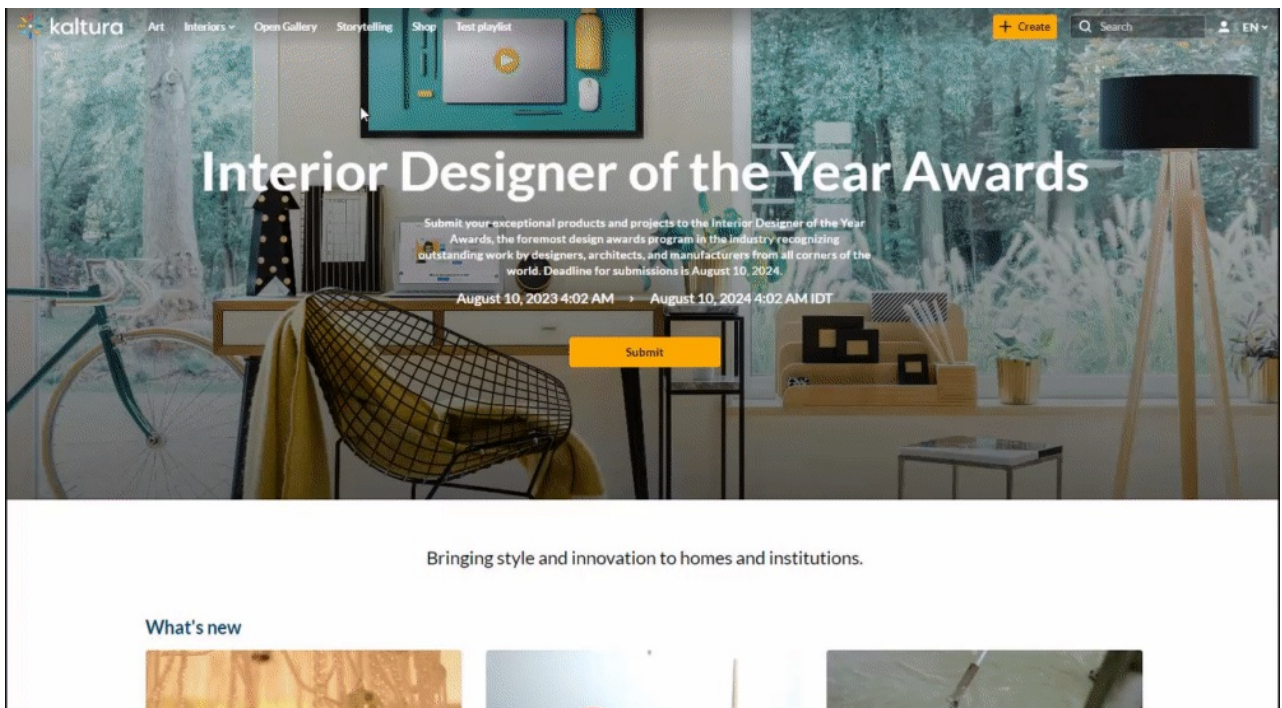 kaltura
Art Interiors Open Gallery Storytelling Shop Test playlist
+ Create
Search
EN
Interior Designer of the Year Awards
Submit your exceptional products and projects to the Interior Designer of the Year
Awards, the foremost design awards program in the industry recognizing
outstanding work by designers, architects, and manufacturers from all corners of the
world. Deadline for submissions is August 10, 2024.
August 10, 2023 4:02 AM › August 10, 2024 4:02 AM IDT
Submit
Bringing style and innovation to homes and institutions.
What's new